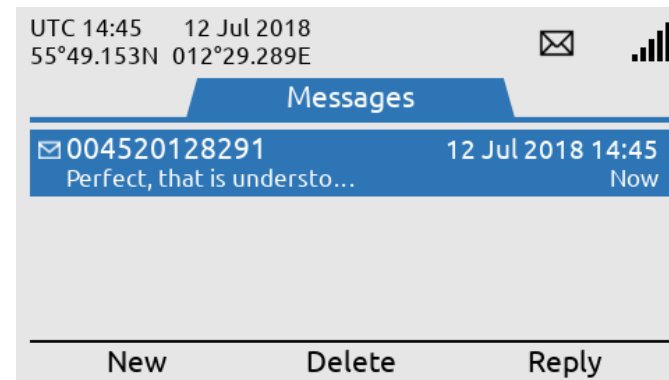 UTC 14:45 12 Jul 2018
55°49.153N 012°29.289E
Messages
004520128291 12 Jul 2018 14:45
Perfect, that is understo... Now
New Delete Reply